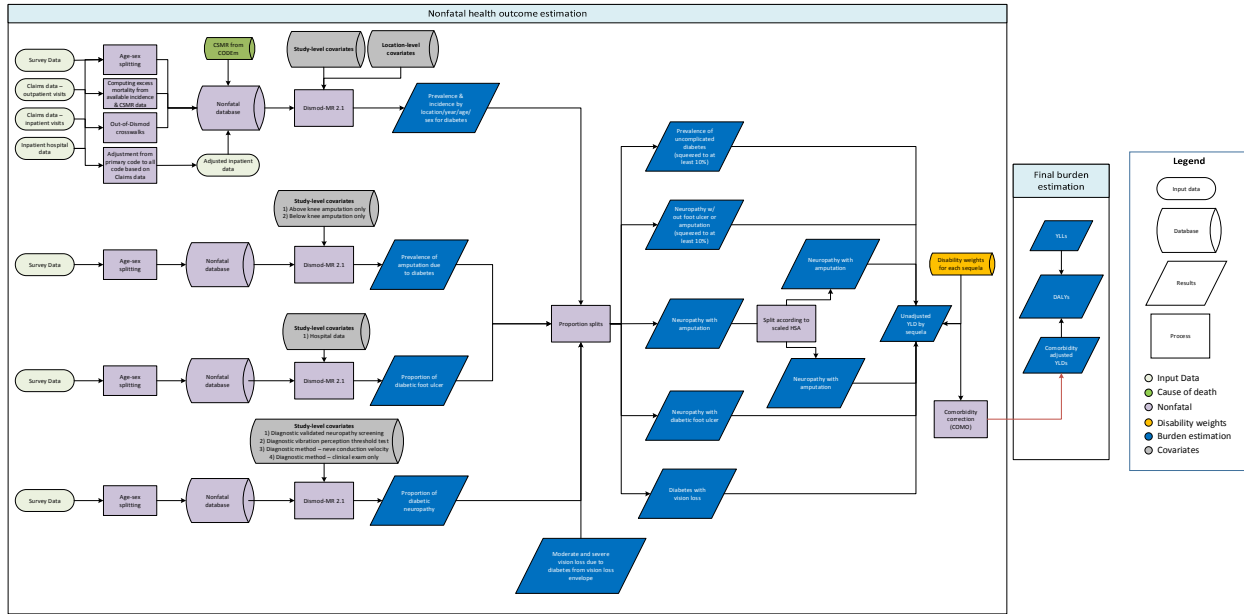 Nonfatal health outcome estimation
Survey Data
Claims data –
outpatient visits
Claims data –
inpatient visits
Inpatient hospital
data
Age-sex
splitting
Computing excess
mortality from
available incidence
& CSMR data
Out-of-Dismod
crosswalks
Adjustment from
primary code to all
code based on
Claims data
CSMR from
CODEm
Nonfatal
database
Adjusted inpatient
data
Study-level covariates
Location-level
covariates
Dismod-MR 2.1
Prevalence &
incidence by
location/year/age/
sex for diabetes
Study-level covariates
1) Above knee amputation only
2) Below knee amputation only
Survey Data
Age-sex
splitting
Nonfatal
database
Dismod-MR 2.1
Prevalence of
amputation due
to diabetes
Study-level covariates
1) Hospital data
Survey Data
Age-sex
splitting
Nonfatal
database
Dismod-MR 2.1
Proportion of
diabetic foot ulcer
Study-level covariates
1) Diagnostic validated neuropathy screening
2) Diagnostic vibration perception threshold test
3) Diagnostic method – neve conduction velocity
4) Diagnostic method – clinical exam only
Survey Data
Age-sex
splitting
Nonfatal
database
Dismod-MR 2.1
Proportion of
diabetic
neuropathy
Moderate and severe
vision loss due to
diabetes from vision loss
envelope
Proportion splits
Prevalence of
uncomplicated
diabetes
(squeezed to at
least 10%)
Neuropathy w/
out foot ulcer or
amputation
(squeezed to at
least 10%)
Neuropathy with
amputation
Neuropathy with
diabetic foot ulcer
Diabetes with
vision loss
Split according to
scaled HSA
Neuropathy with
amputation
Neuropathy with
amputation
Unadjusted
YLD by
sequela
Disability weights
for each sequela
Comorbidity
correction
(COMO)
Final burden
estimation
YLLs
DALYs
Comorbidity
adjusted
YLDs
Legend
Input data
Database
Results
Process
Input Data
Cause of death
Nonfatal
Disability weights
Burden estimation
Covariates